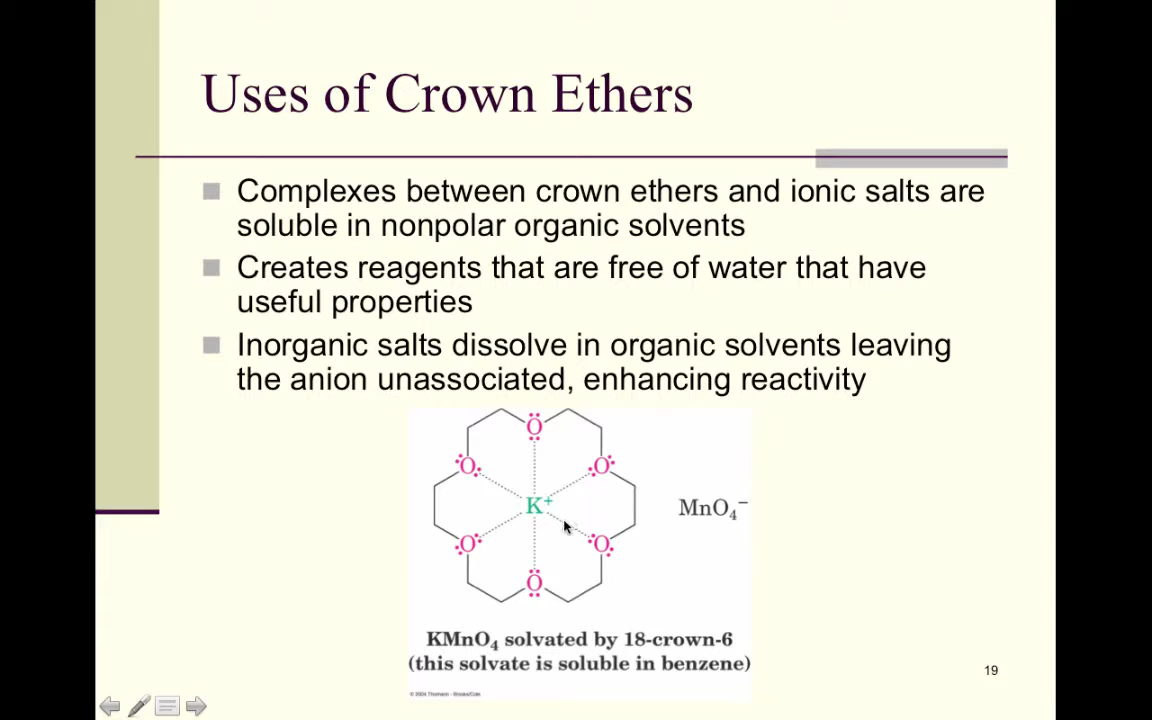 Uses of Crown Ethers
Complexes between crown ethers and ionic salts are
soluble in nonpolar organic solvents
Creates reagents that are free of water that have
useful properties
Inorganic salts dissolve in organic solvents leaving
the anion unassociated, enhancing reactivity
O
O O
K⁺ MnO₄⁻
O O
O
KMnO₄ solvated by 18-crown-6
(this solvate is soluble in benzene)
19
© 2004 Thomson - Brooks/Cole